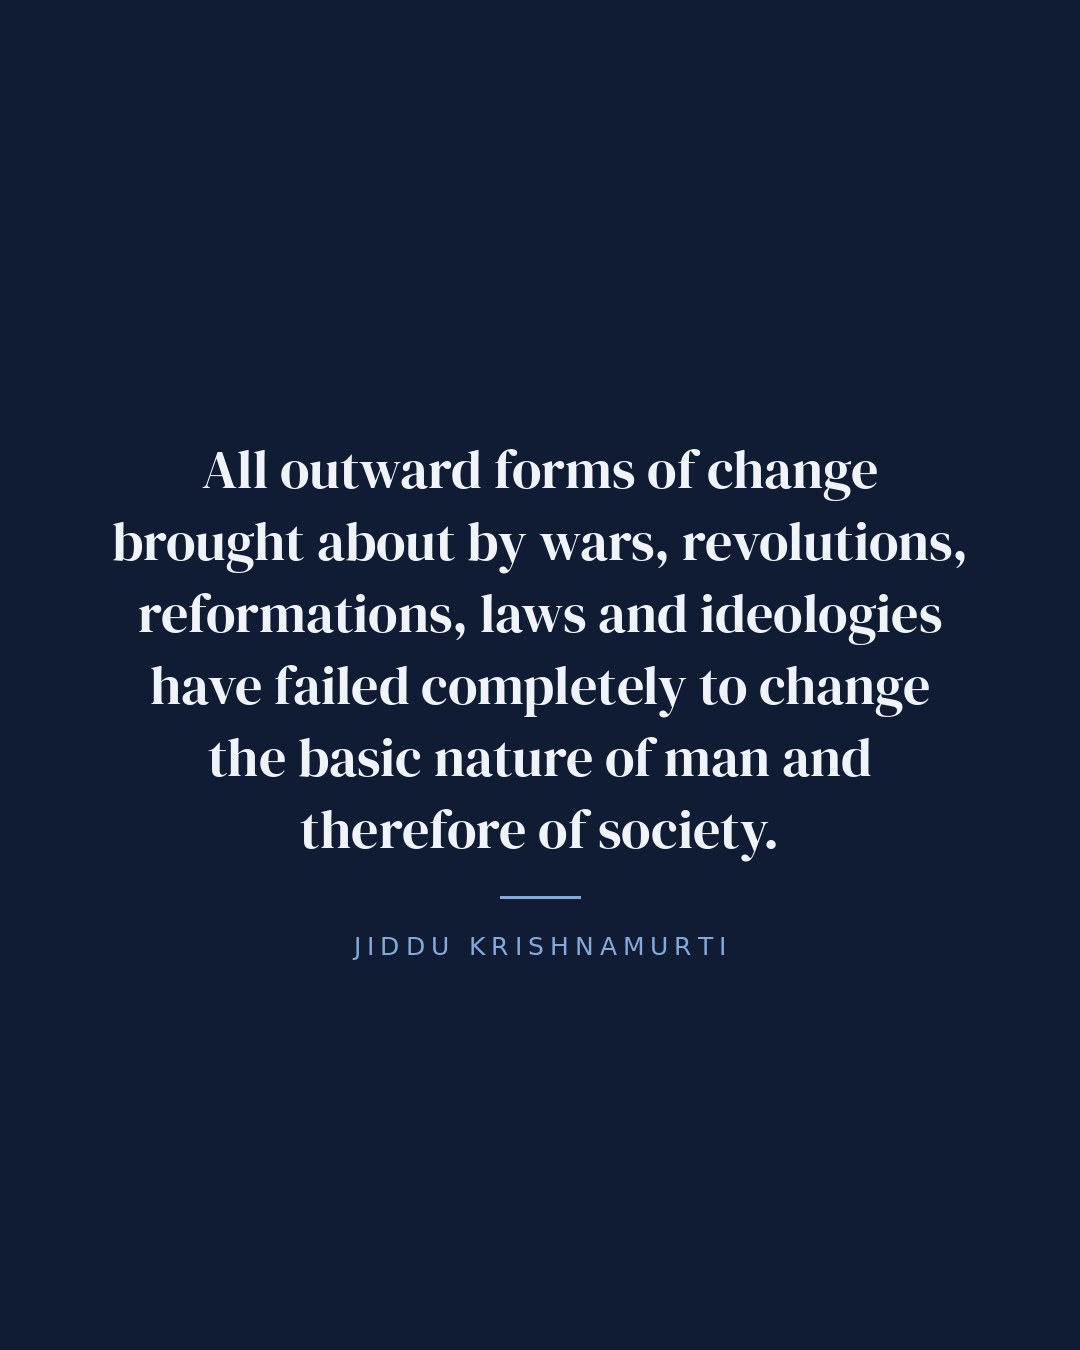 All outward forms of change
brought about by wars, revolutions,
reformations, laws and ideologies
have failed completely to change
the basic nature of man and
therefore of society.
JIDDU KRISHNAMURTI